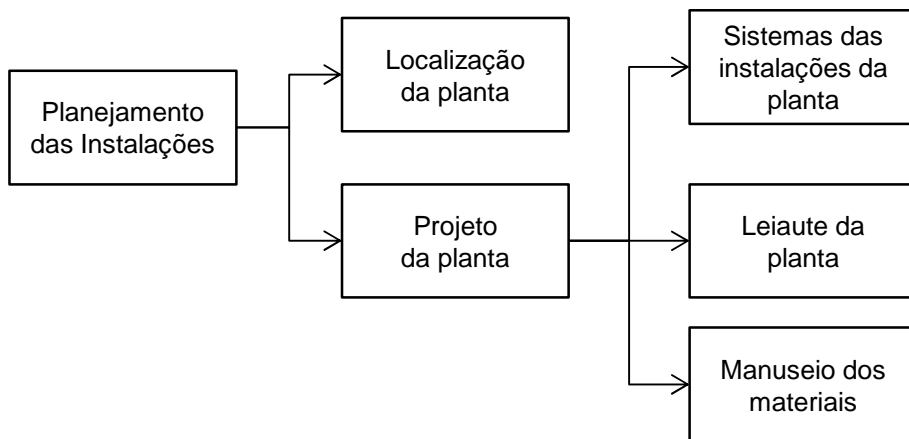 Planejamento
das Instalações
Localização
da planta
Projeto
da planta
Sistemas das
instalações da
planta
Leiaute da
planta
Manuseio dos
materiais